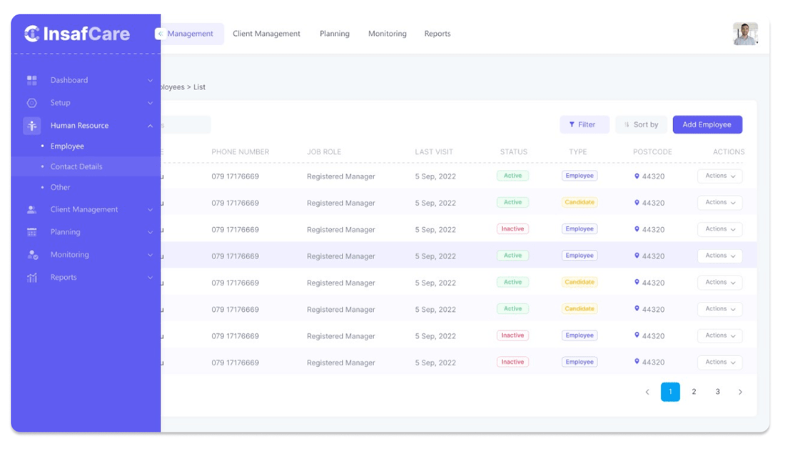 InsafCare
Management Client Management Planning Monitoring Reports
Dashboard
Setup
Human Resource
Employee
Contact Details
Other
Client Management
Planning
Monitoring
Reports
> List
Filter Sort by Add Employee
PHONE NUMBER JOB ROLE LAST VISIT STATUS TYPE POSTCODE ACTIONS
079 17176669 Registered Manager 5 Sep, 2022 Active Employee 44320 Actions
079 17176669 Registered Manager 5 Sep, 2022 Active Candidate 44320 Actions
079 17176669 Registered Manager 5 Sep, 2022 Inactive Employee 44320 Actions
079 17176669 Registered Manager 5 Sep, 2022 Active Employee 44320 Actions
079 17176669 Registered Manager 5 Sep, 2022 Active Candidate 44320 Actions
079 17176669 Registered Manager 5 Sep, 2022 Active Candidate 44320 Actions
079 17176669 Registered Manager 5 Sep, 2022 Inactive Employee 44320 Actions
079 17176669 Registered Manager 5 Sep, 2022 Inactive Employee 44320 Actions
< 1 2 3 >